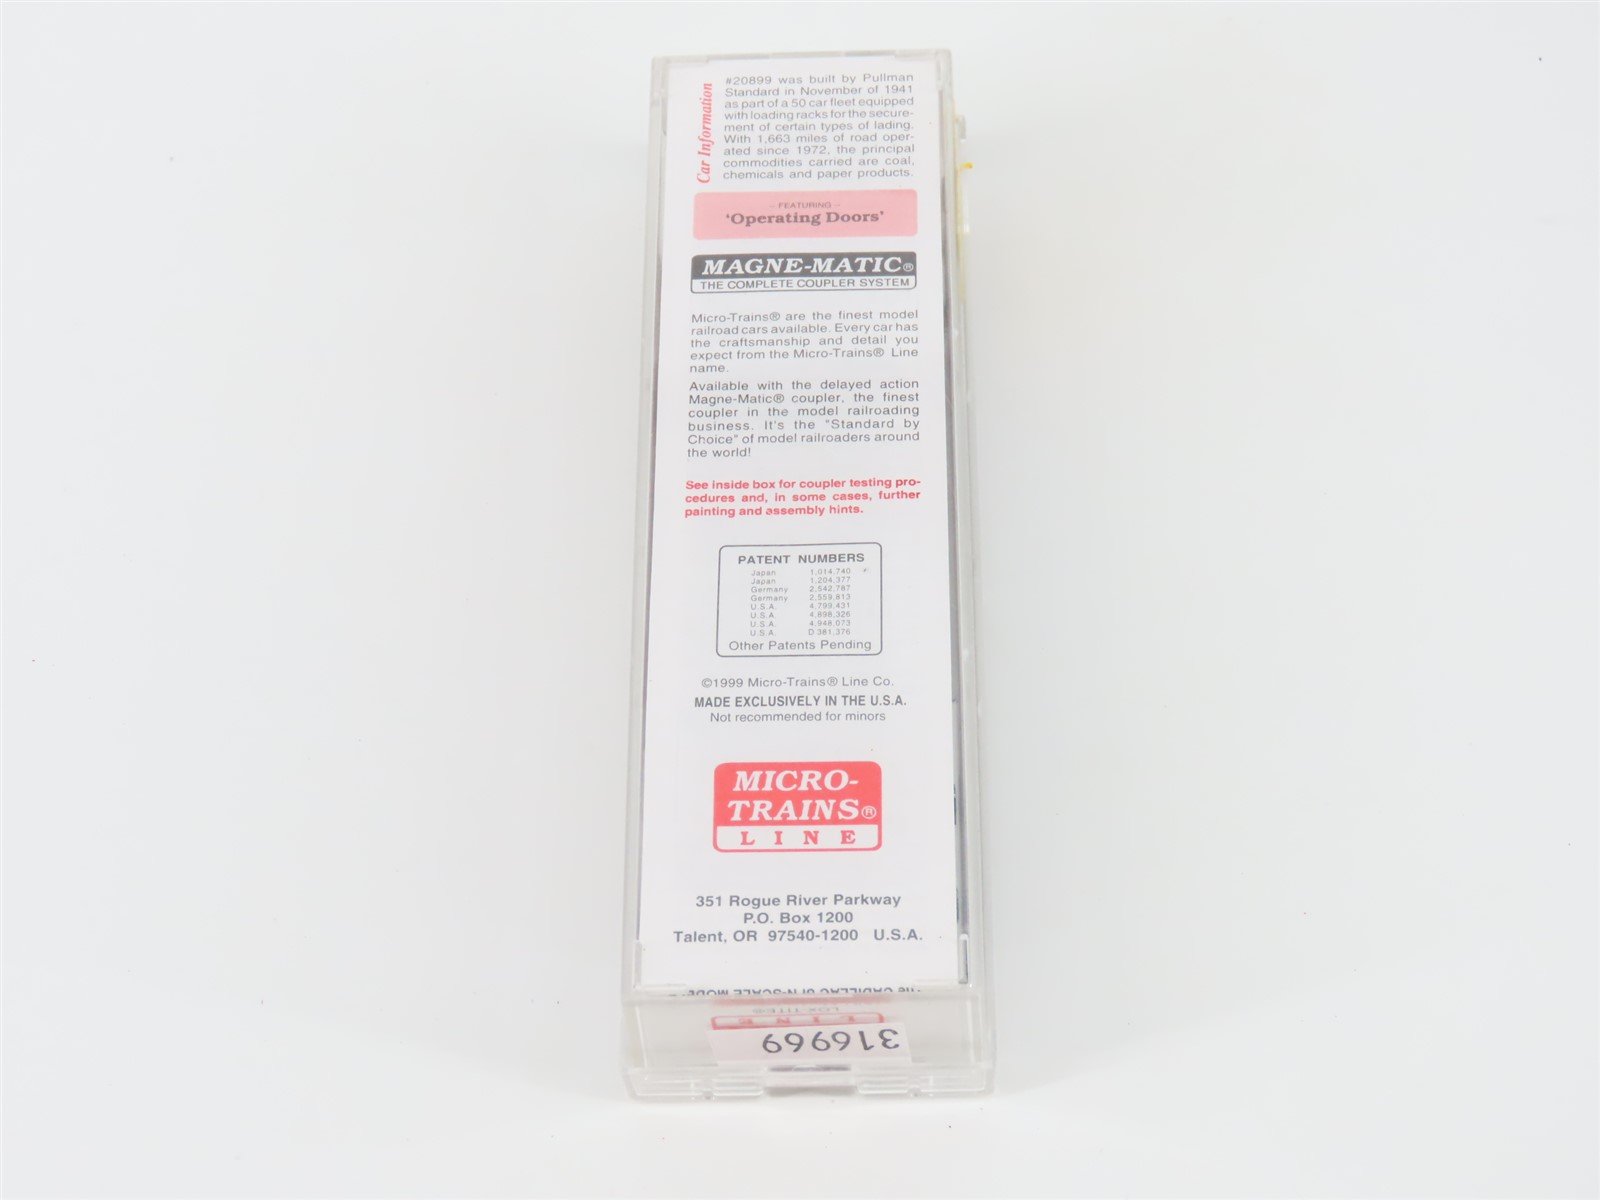 Car Information
#20899 was built by Pullman
Standard in November of 1941
as part of a 50 car fleet equipped
with loading racks for the secure-
ment of certain types of lading.
With 1,663 miles of road oper-
ated since 1972, the principal
commodities carried are coal,
chemicals and paper products.
– FEATURING –
'Operating Doors'
MAGNE-MATIC®
THE COMPLETE COUPLER SYSTEM
Micro-Trains® are the finest model
railroad cars available. Every car has
the craftsmanship and detail you
expect from the Micro-Trains® Line
name.
Available with the delayed action
Magne-Matic® coupler, the finest
coupler in the model railroading
business. It's the "Standard by
Choice" of model railroaders around
the world!
See inside box for coupler testing pro-
cedures and, in some cases, further
painting and assembly hints.
PATENT NUMBERS
Japan 1,014,740
Japan 1,204,377
Germany 2,542,787
Germany 2,559,813
U.S.A. 4,799,431
U.S.A. 4,898,326
U.S.A. 4,948,073
U.S.A. D 381,376
Other Patents Pending
©1999 Micro-Trains® Line Co.
MADE EXCLUSIVELY IN THE U.S.A.
Not recommended for minors
MICRO-
TRAINS®
LINE
351 Rogue River Parkway
P.O. Box 1200
Talent, OR 97540-1200 U.S.A.
THE CADILLAC OF N-SCALE
LINE
316969